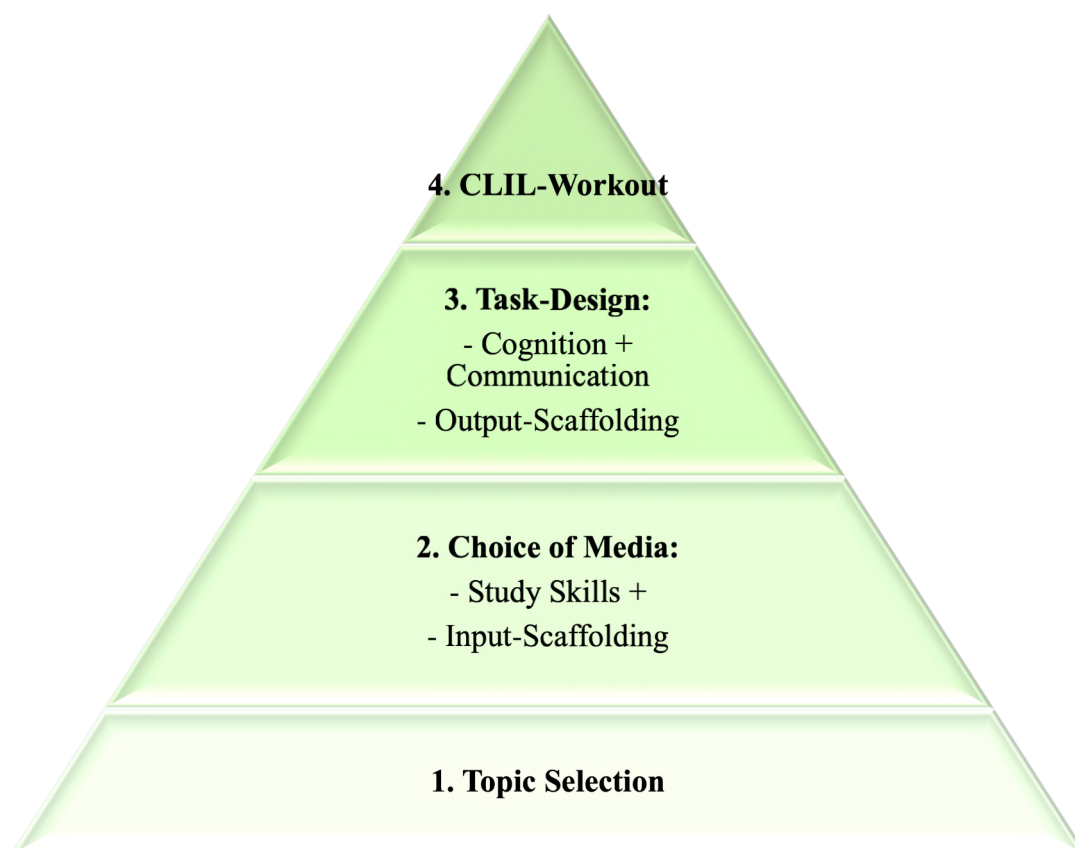 4. CLIL-Workout
3. Task-Design:
- Cognition +
Communication
- Output-Scaffolding
2. Choice of Media:
- Study Skills +
- Input-Scaffolding
1. Topic Selection